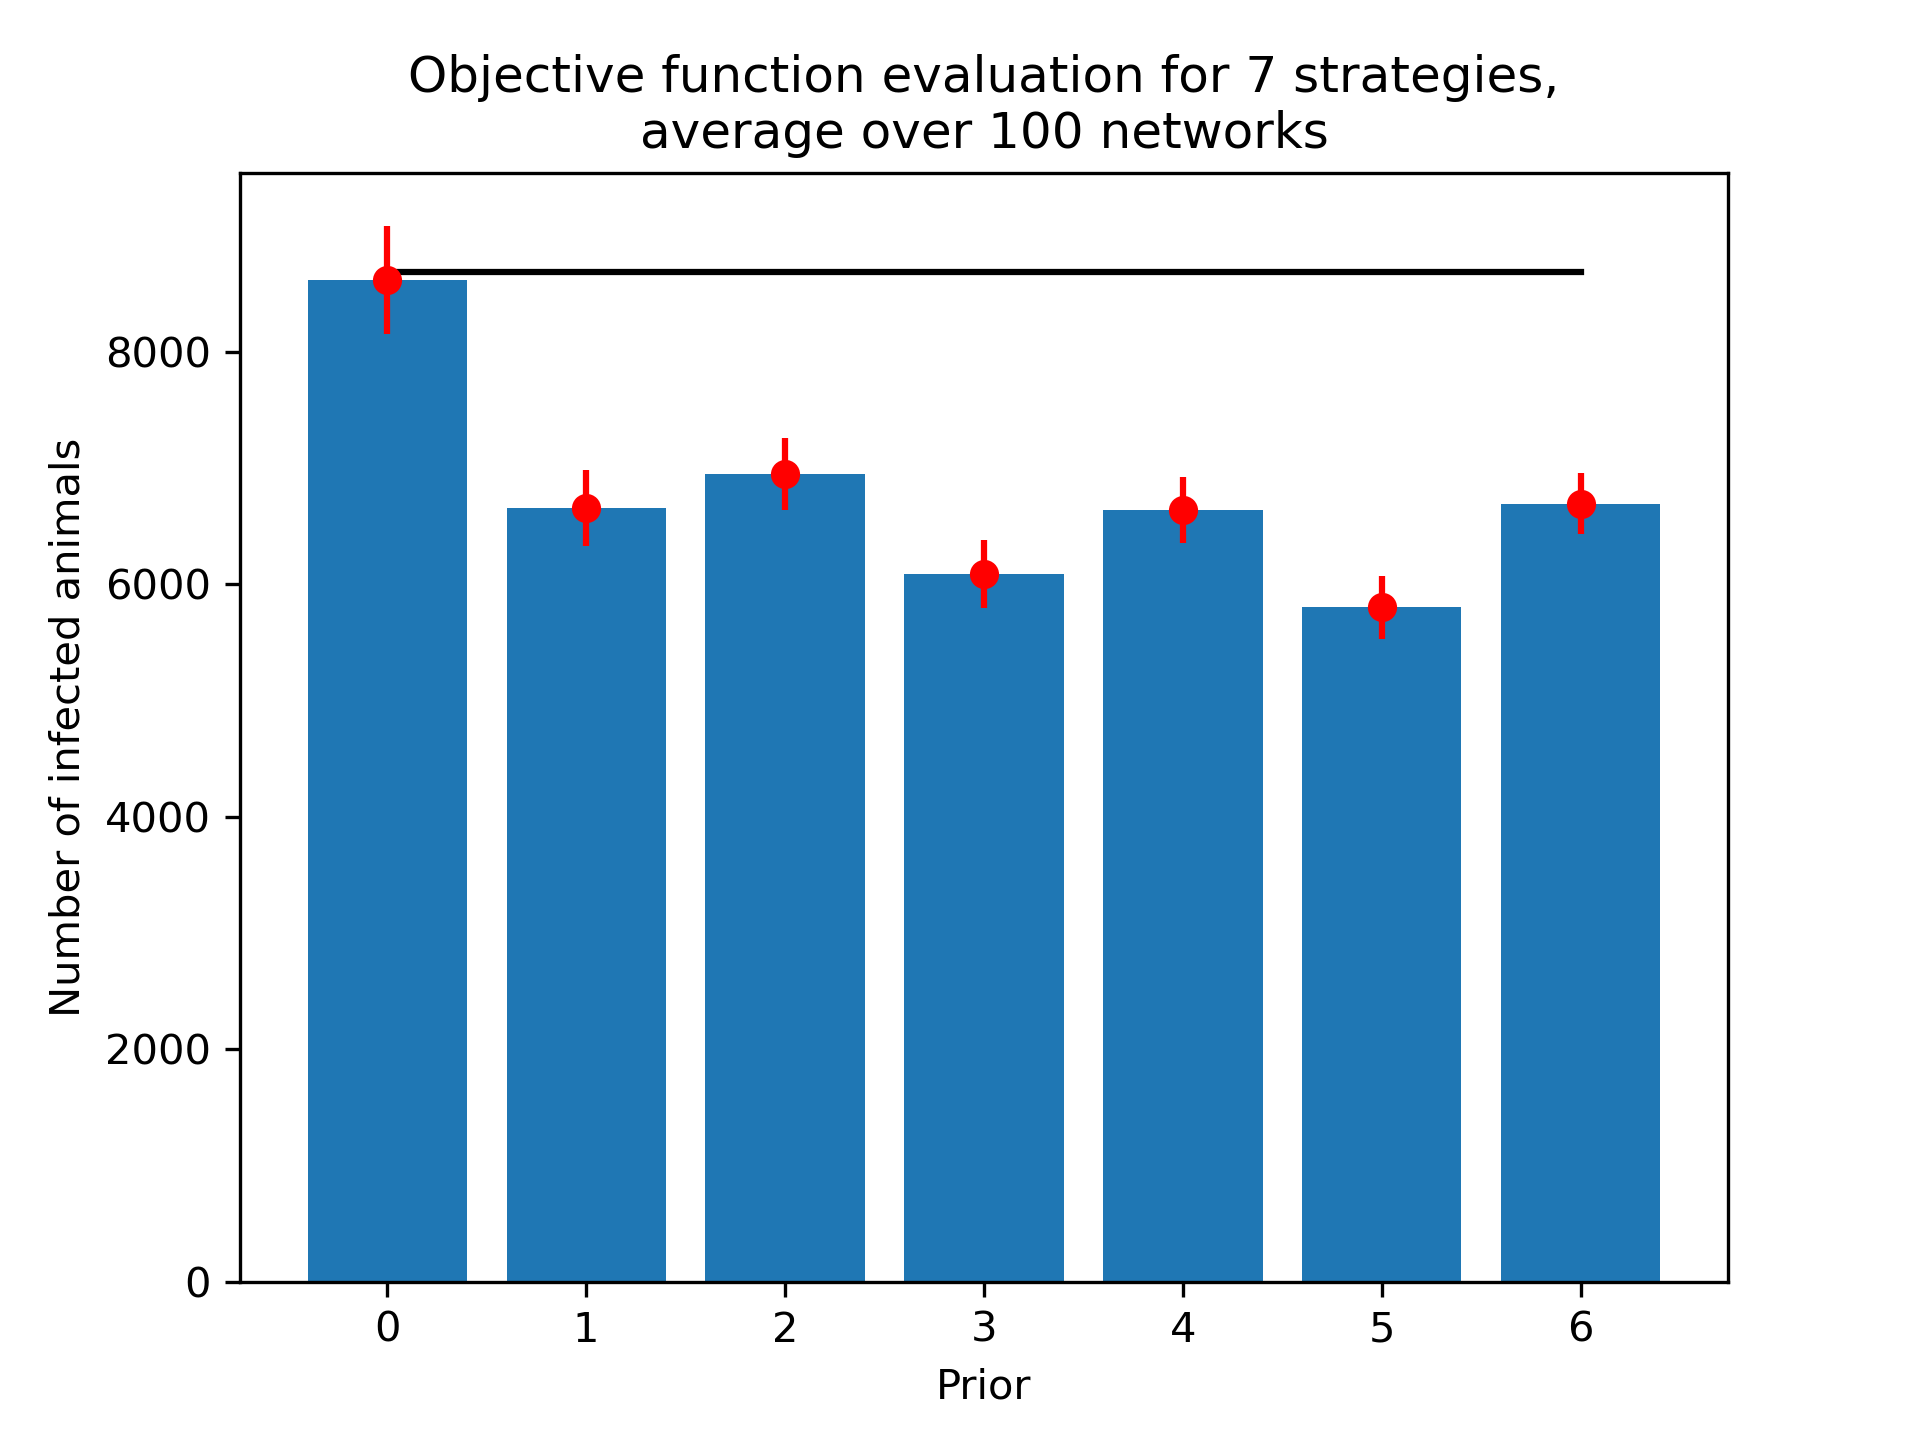 Objective function evaluation for 7 strategies,
average over 100 networks
8000
6000
4000
2000
0
Number of infected animals
0 1 2 3 4 5 6
Prior